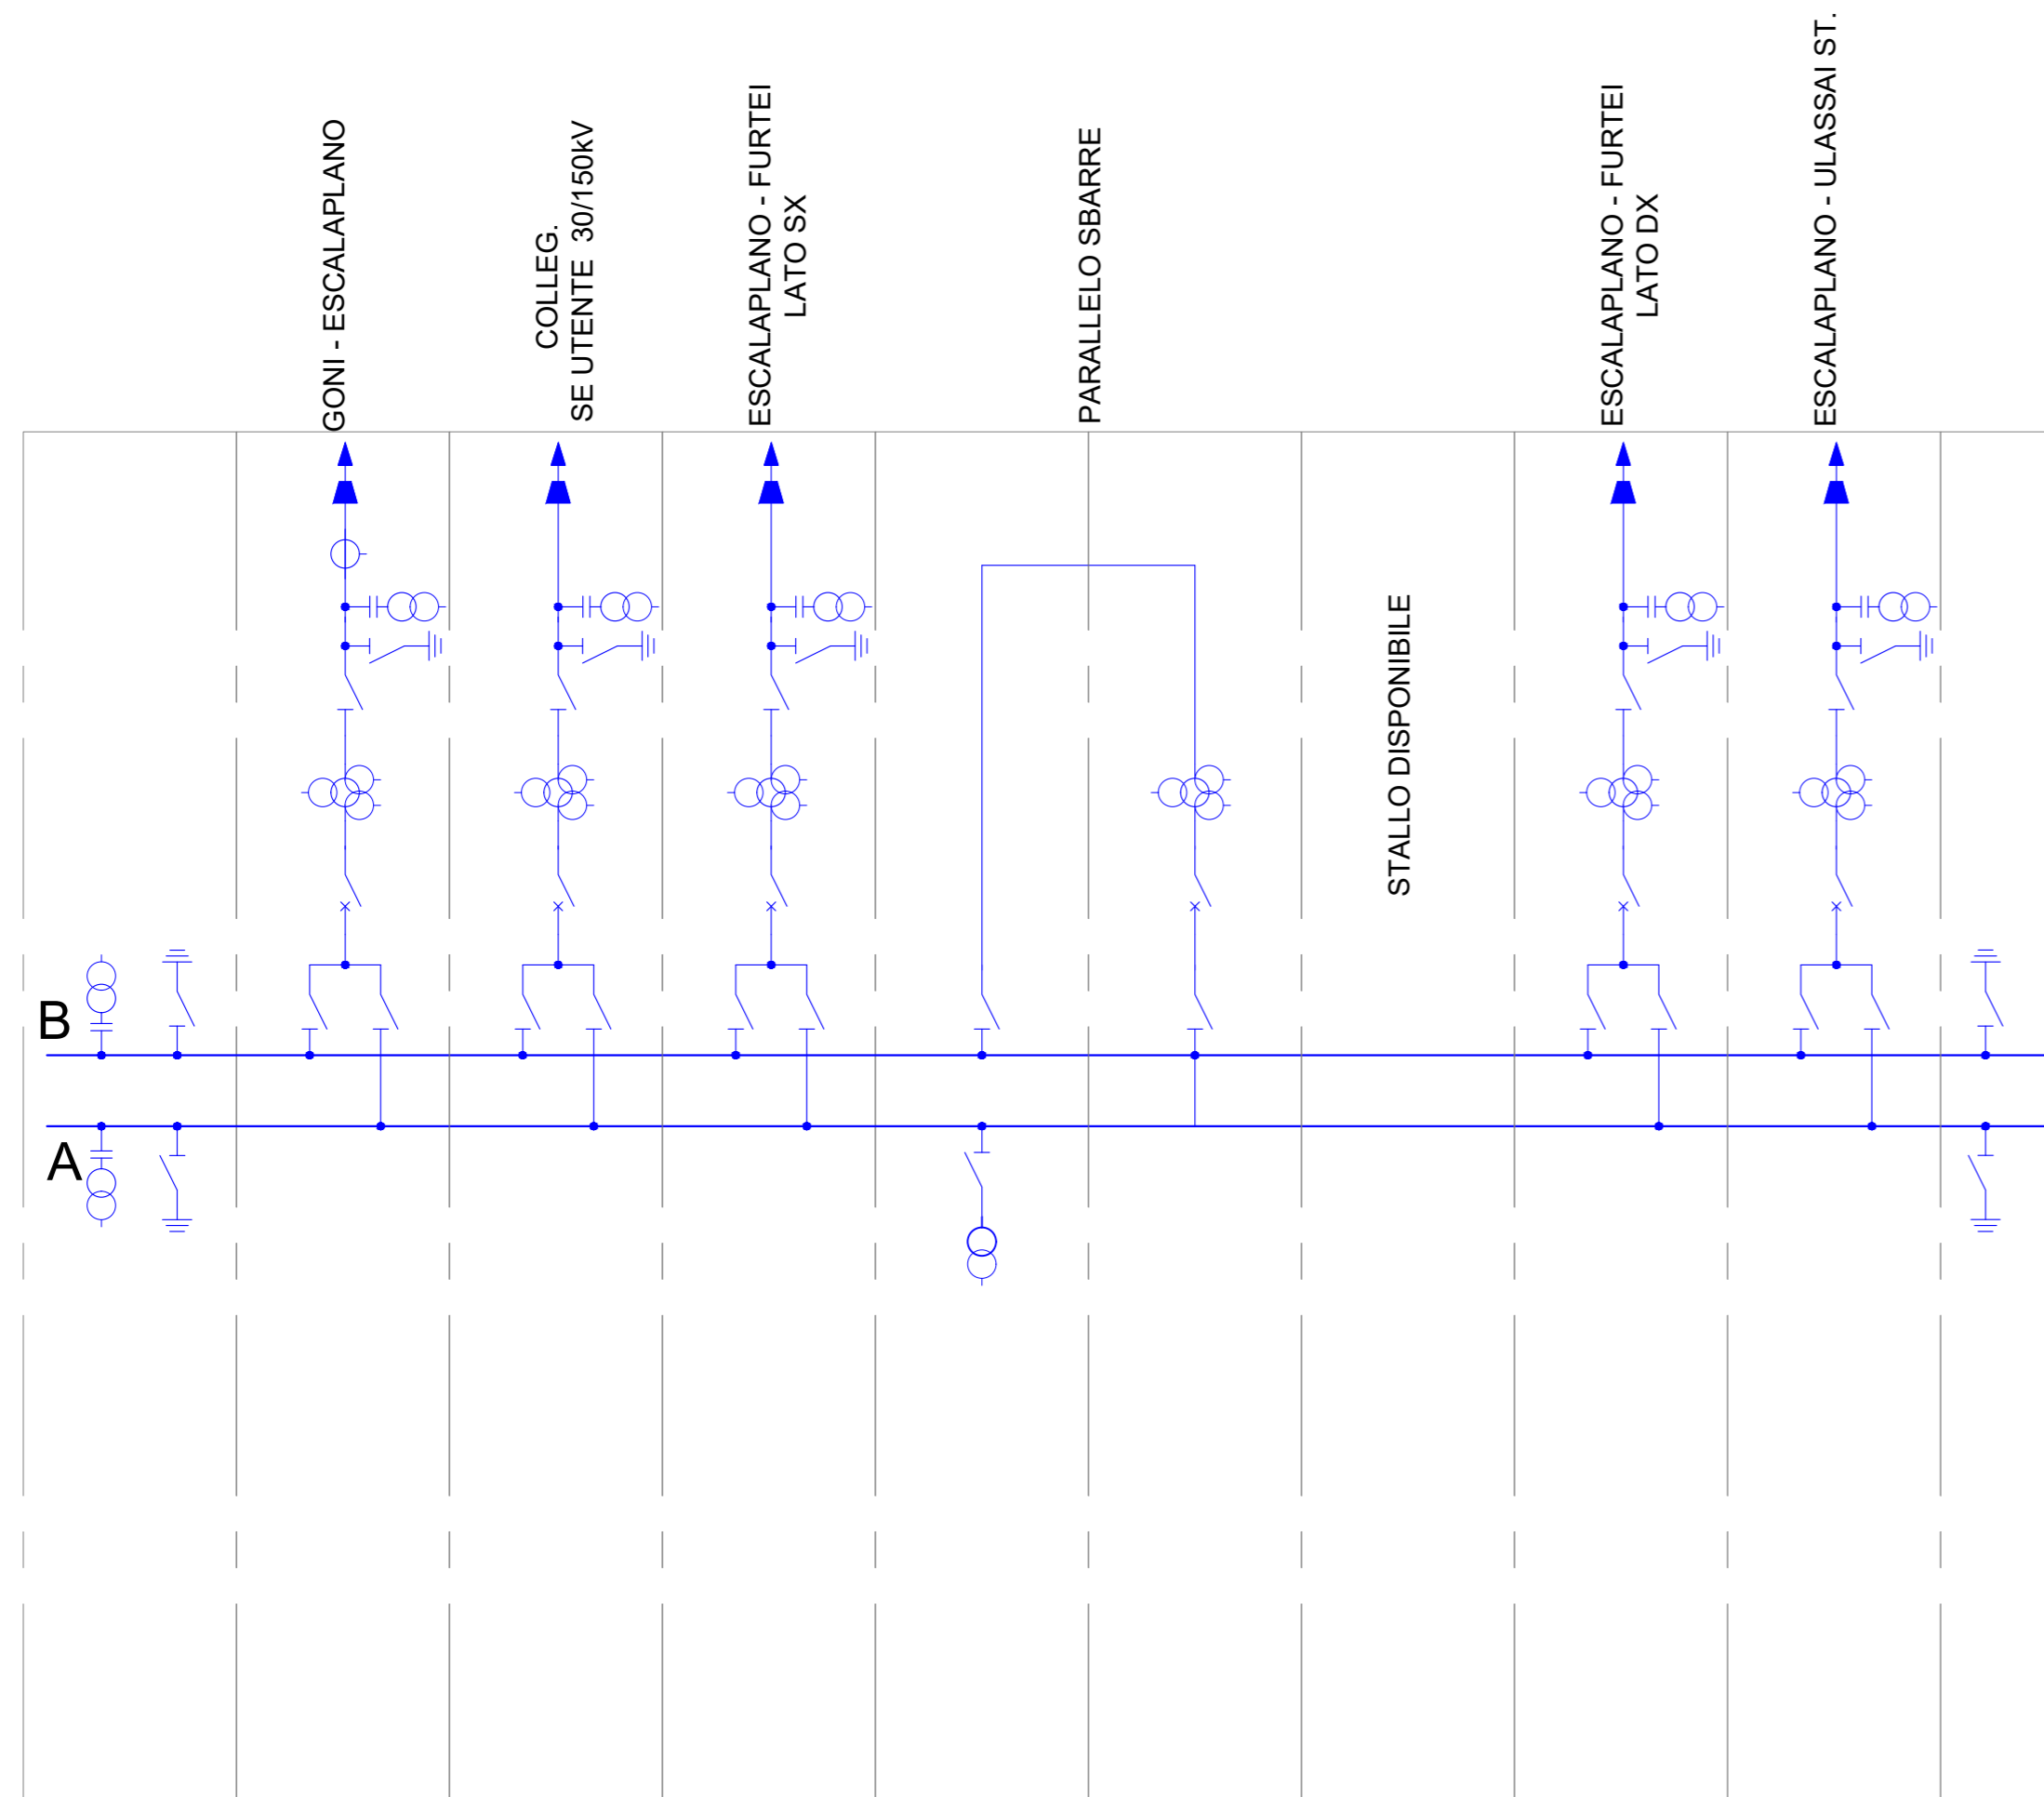 GONI - ESCALAPLANO
COLLEG.
SE UTENTE 30/150kV
ESCALAPLANO - FURTEI
LATO SX
PARALLELO SBARRE
STALLO DISPONIBILE
ESCALAPLANO - FURTEI
LATO DX
ESCALAPLANO - ULASSAI ST.
B
A